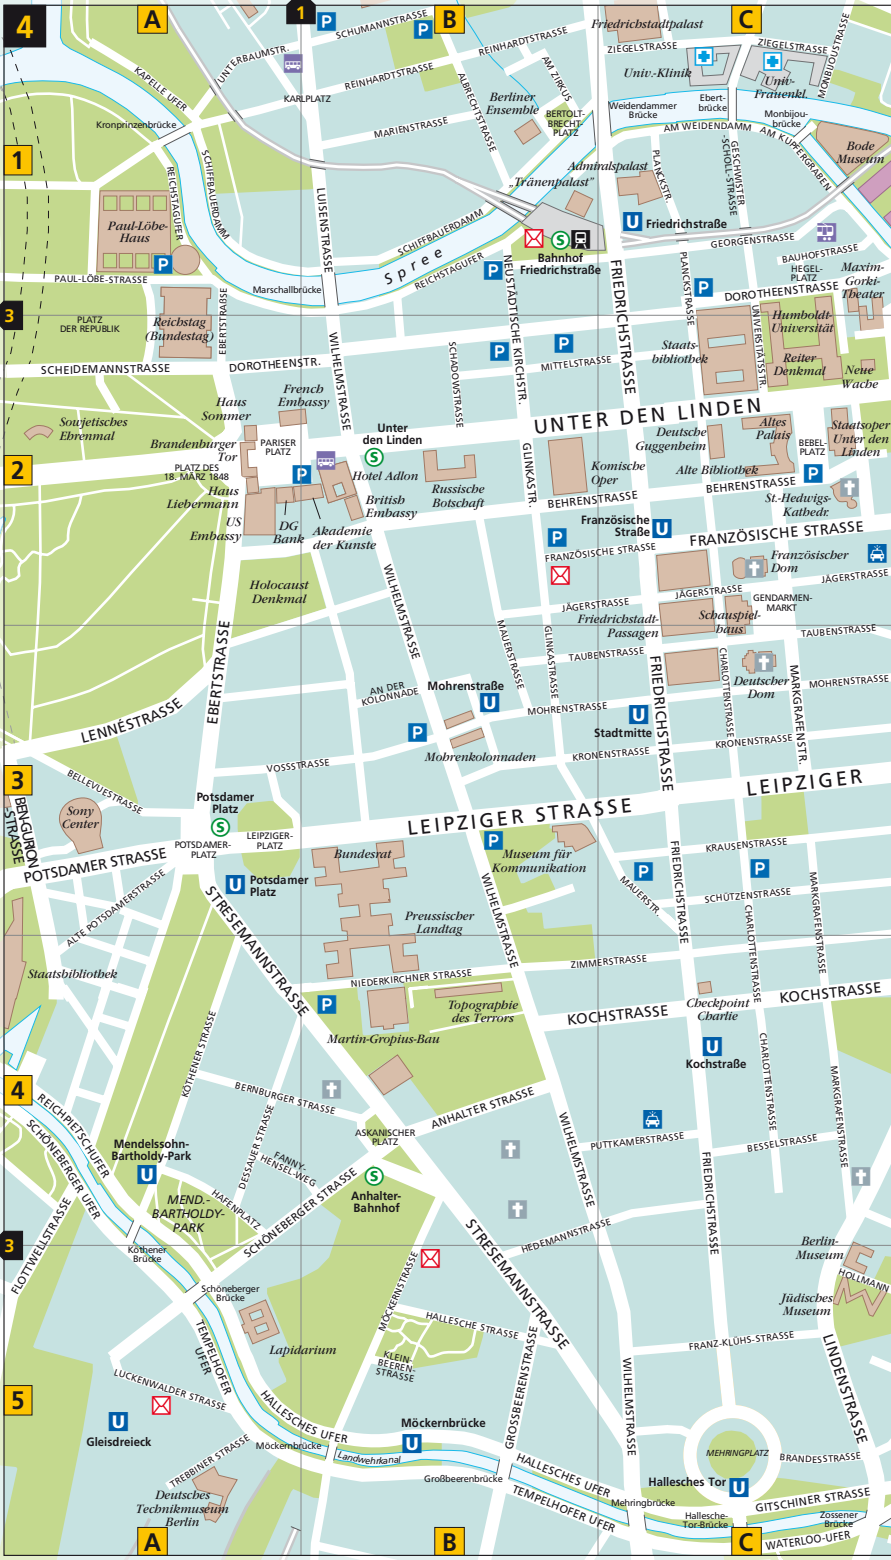 4
A
1
B
C
P
SCHUMANNSTRASSE
P
Friedrichstadtpalast
ZIEGELSTRASSE
ZIEGELSTRASSE
MONBIJOUSTRASSE
UNTERBAUMSTR.
REINHARDTSTRASSE
REINHARDTSTRASSE
KARLPLATZ
KAPELLE UFER
AM ZIRKUS
ALBRECHTSTRASSE
Univ.-Klinik
Univ.-
Frauenkl.
Berliner
Ensemble
BERTOLT-
BRECHT-
PLATZ
Weidendammer
Brücke
Ebert-
brücke
Monbijou-
brücke
Kronprinzenbrücke
MARIENSTRASSE
AM WEIDENDAMM
AM KUPFERGRABEN
GESCHWISTER
-SCHOLL-STRASSE
Bode
Museum
1
SCHIFFBAUERDAMM
REICHSTAGUFER
LUISENSTRASSE
Admiralspalast
PLANCKSTR.
„Tränenpalast"
Paul-Löbe-
Haus
SCHIFFBAUERDAMM
U
Friedrichstraße
GEORGENSTRASSE
Spree
REICHSTAGUFER
S
Bahnhof
Friedrichstraße
BAUHOFSTRASSE
HEGEL-
PLATZ
Maxim-
Gorki-
Theater
P
P
P
PAUL-LÖBE-STRASSE
Marschallbrücke
NEUSTÄDTISCHE KIRCHSTR.
FRIEDRICHSTRASSE
PLANCKSTRASSE
DOROTHEENSTRASSE
3
PLATZ
DER REPUBLIK
Reichstag
(Bundestag)
EBERTSTRASSE
WILHELMSTRASSE
SCHADOWSTRASSE
P
P
MITTELSTRASSE
Staats-
bibliothek
UNIVERSITÄTSSTR.
Humboldt-
Universität
Reiter
Denkmal
Neue
Wache
SCHEIDEMANNSTRASSE
DOROTHEENSTR.
French
Embassy
Haus
Sommer
UNTER DEN LINDEN
Sowjetisches
Ehrenmal
Brandenburger
Tor
PARISER
PLATZ
Unter
den Linden
S
Deutsche
Guggenheim
Altes
Palais
BEBEL-
PLATZ
Staatsoper
Unter den
Linden
2
PLATZ DES
18. MÄRZ 1848
P
Hotel Adlon
Russische
Botschaft
GLINKASTR.
Komische
Oper
Alte Bibliothek
P
Haus
Liebermann
British
Embassy
BEHRENSTRASSE
BEHRENSTRASSE
St.-Hedwigs-
Kathedr.
US
Embassy
DG
Bank
Akademie
der Kunste
Französische
Straße
U
FRANZÖSISCHE STRASSE
P
FRANZÖSISCHE STRASSE
Französischer
Dom
Holocaust
Denkmal
WILHELMSTRASSE
JÄGERSTRASSE
JÄGERSTRASSE
JÄGERSTRASSE
GENDARMEN-
MARKT
Friedrichstadt-
Passagen
Schauspiel-
haus
EBERTSTRASSE
MAUERSTRASSE
GLINKASTRASSE
TAUBENSTRASSE
TAUBENSTRASSE
FRIEDRICHSTRASSE
CHARLOTTENSTRASSE
MARKGRAFENSTR.
Deutscher
Dom
MOHRENSTRASSE
AN DER
KOLONNADE
Mohrenstraße
U
MOHRENSTRASSE
LENNÉSTRASSE
P
U
Stadtmitte
KRONENSTRASSE
KRONENSTRASSE
Mohrenkolonnaden
VOSSSTRASSE
3
BELLEVUESTRASSE
LEIPZIGER STRASSE
LEIPZIGER
BEN-GURION
-STRASSE
Sony
Center
Potsdamer
Platz
S
POTSDAMER-
PLATZ
LEIPZIGER-
PLATZ
POTSDAMER STRASSE
Bundesrat
P
Museum für
Kommunikation
KRAUSENSTRASSE
P
P
U
Potsdamer
Platz
FRIEDRICHSTRASSE
MAUERSTR.
SCHÜTZENSTRASSE
MARKGRAFENSTRASSE
ALTE POTSDAMERSTRASSE
STRESEMANNSTRASSE
WILHELMSTRASSE
CHARLOTTENSTRASSE
Preussischer
Landtag
Staatsbibliothek
ZIMMERSTRASSE
NIEDERKIRCHNER STRASSE
P
Topographie
des Terrors
Checkpoint
Charlie
KOCHSTRASSE
KOCHSTRASSE
Martin-Gropius-Bau
U
Kochstraße
KÖTHENER STRASSE
CHARLOTTENSTRASSE
MARKGRAFENSTRASSE
4
REICHPIETSCHUFER
SCHÖNEBERGER UFER
BERNBURGER STRASSE
ANHALTER STRASSE
DESSAUER STRASSE
ASKANISCHER
PLATZ
WILHELMSTRASSE
PUTTKAMERSTRASSE
BESSELSTRASSE
Mendelssohn-
Bartholdy-Park
U
FANNY-
HENSEL-WEG
S
Anhalter-
Bahnhof
FRIEDRICHSTRASSE
MEND.-
BARTHOLDY-
PARK
HAFENPLATZ
SCHÖNEBERGER STRASSE
FLOTTWELLSTRASSE
STRESEMANNSTRASSE
HEDEMANNSTRASSE
3
Köthener
Brücke
MÖCKERNSTRASSE
Berlin-
Museum
HOLLMANN
Schöneberger
Brücke
Jüdisches
Museum
TEMPELHOFER
UFER
HALLESCHE STRASSE
Lapidarium
KLEIN-
BEEREN-
STRASSE
GROSSBEERENSTRASSE
WILHELMSTRASSE
FRANZ-KLÜHS-STRASSE
LINDENSTRASSE
5
LUCKENWALDER STRASSE
U
Gleisdreieck
HALLESCHES UFER
Möckernbrücke
U
Möckernbrücke
Landwehrkanal
TREBBINER STRASSE
MEHRINGPLATZ
BRANDESSTRASSE
Deutsches
Technikmuseum
Berlin
Großbeerenbrücke
HALLESCHES UFER
TEMPELHOFER UFER
Hallesches Tor
U
GITSCHINER STRASSE
Mehringbrücke
Hallesche-
Tor-Brücke
Zossener
Brücke
WATERLOO-UFER
A
B
C